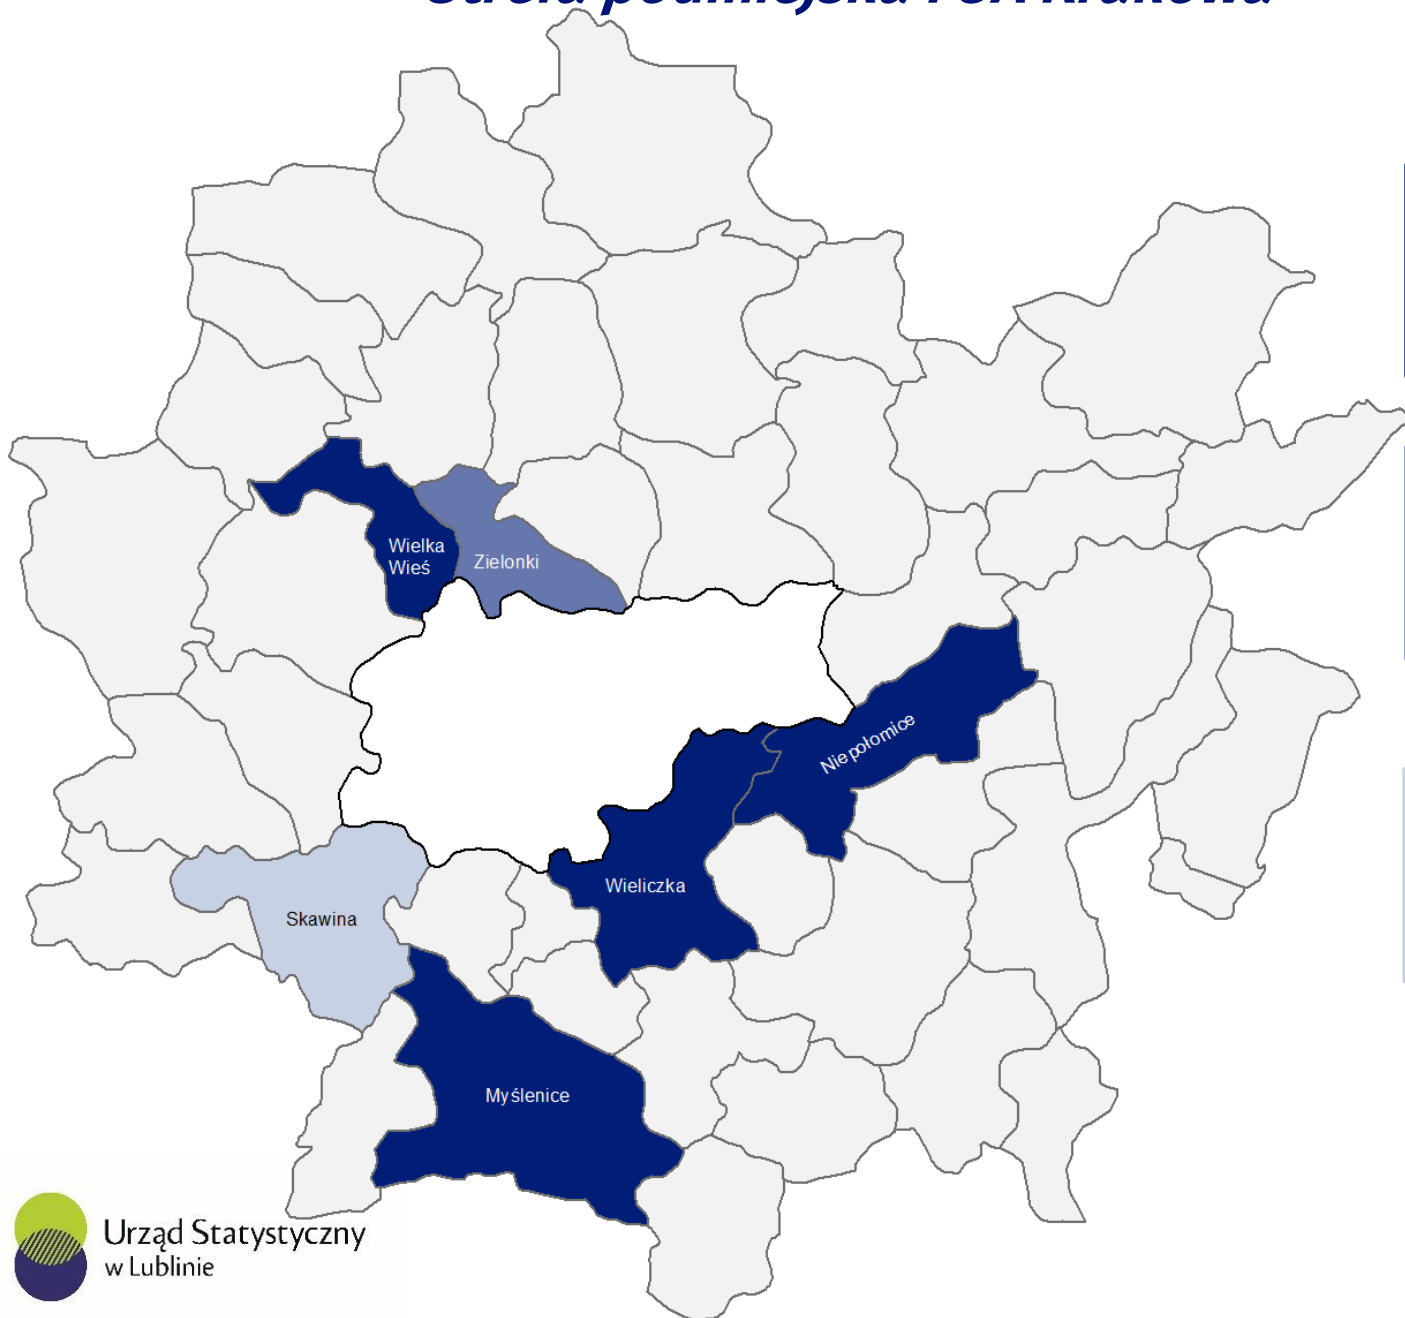 Wielka
Wieś
Zielonki
Niepołomice
Wieliczka
Skawina
Myślenice
Urząd Statystyczny
w Lublinie